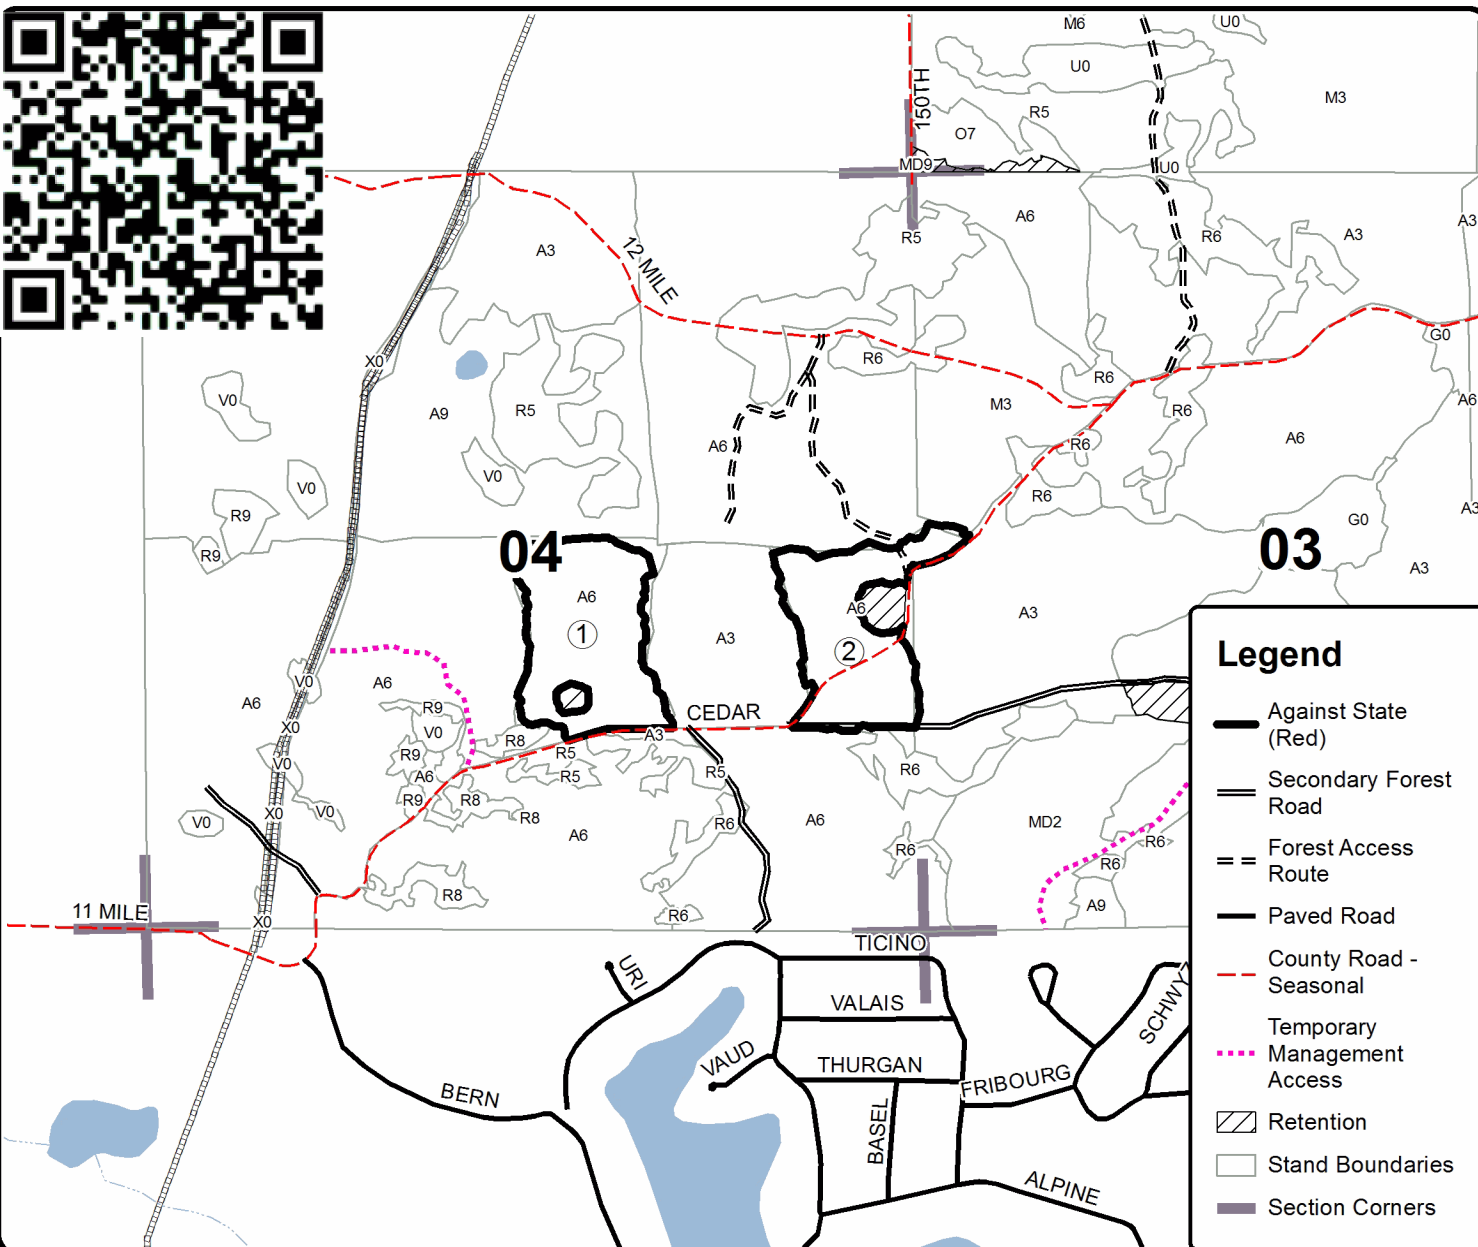 M6
U0
U0
M3
150TH
R5
O7
MD9
U0
A6
A3
R5
R6
A3
A3
12 MILE
G0
X0
R6
R6
M3
A6
V0
A9
R5
R6
A6
R6
A6
V0
V0
R6
R9
A3
G0
R9
04
03
A3
A6
A6
A3
A3
1
2
V0
A6
A6
R9
CEDAR
X0
V0
R8
A3
R5
R9
V0
A6
R5
R5
R6
R9
R8
X0
V0
V0
R8
A6
R6
A6
MD2
R6
R6
R6
R8
A9
R6
11 MILE
X0
TICINO
URI
VALAIS
SCHWYZ
VAUD
THURGAN
FRIBOURG
BERN
BASEL
ALPINE
Legend
Against State
(Red)
Secondary Forest
Road
Forest Access
Route
Paved Road
County Road -
Seasonal
Temporary
Management
Access
Retention
Stand Boundaries
Section Corners